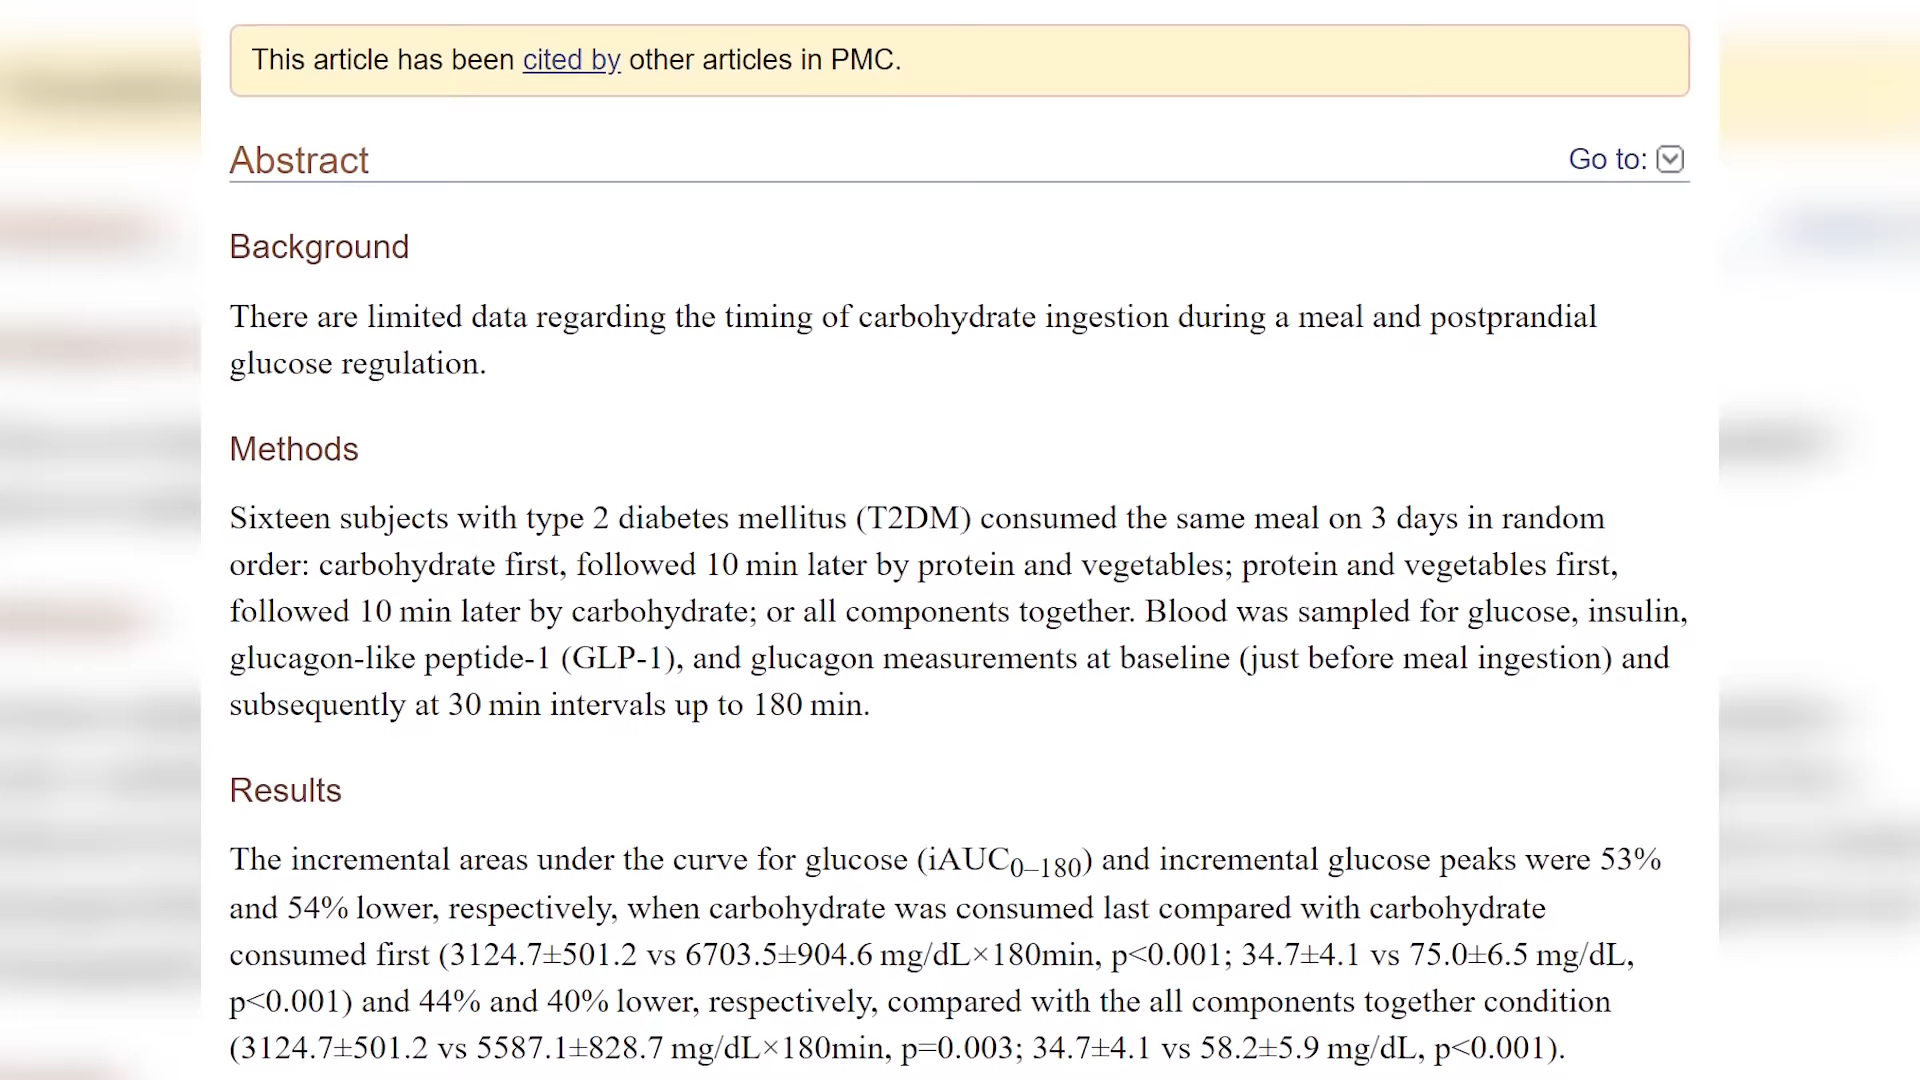 This article has been cited by other articles in PMC.
Abstract
Go to:
Background
There are limited data regarding the timing of carbohydrate ingestion during a meal and postprandial
glucose regulation.
Methods
Sixteen subjects with type 2 diabetes mellitus (T2DM) consumed the same meal on 3 days in random
order: carbohydrate first, followed 10 min later by protein and vegetables; protein and vegetables first,
followed 10 min later by carbohydrate; or all components together. Blood was sampled for glucose, insulin,
glucagon-like peptide-1 (GLP-1), and glucagon measurements at baseline (just before meal ingestion) and
subsequently at 30 min intervals up to 180 min.
Results
The incremental areas under the curve for glucose (iAUC0–180) and incremental glucose peaks were 53%
and 54% lower, respectively, when carbohydrate was consumed last compared with carbohydrate
consumed first (3124.7±501.2 vs 6703.5±904.6 mg/dL×180min, p<0.001; 34.7±4.1 vs 75.0±6.5 mg/dL,
p<0.001) and 44% and 40% lower, respectively, compared with the all components together condition
(3124.7±501.2 vs 5587.1±828.7 mg/dL×180min, p=0.003; 34.7±4.1 vs 58.2±5.9 mg/dL, p<0.001).